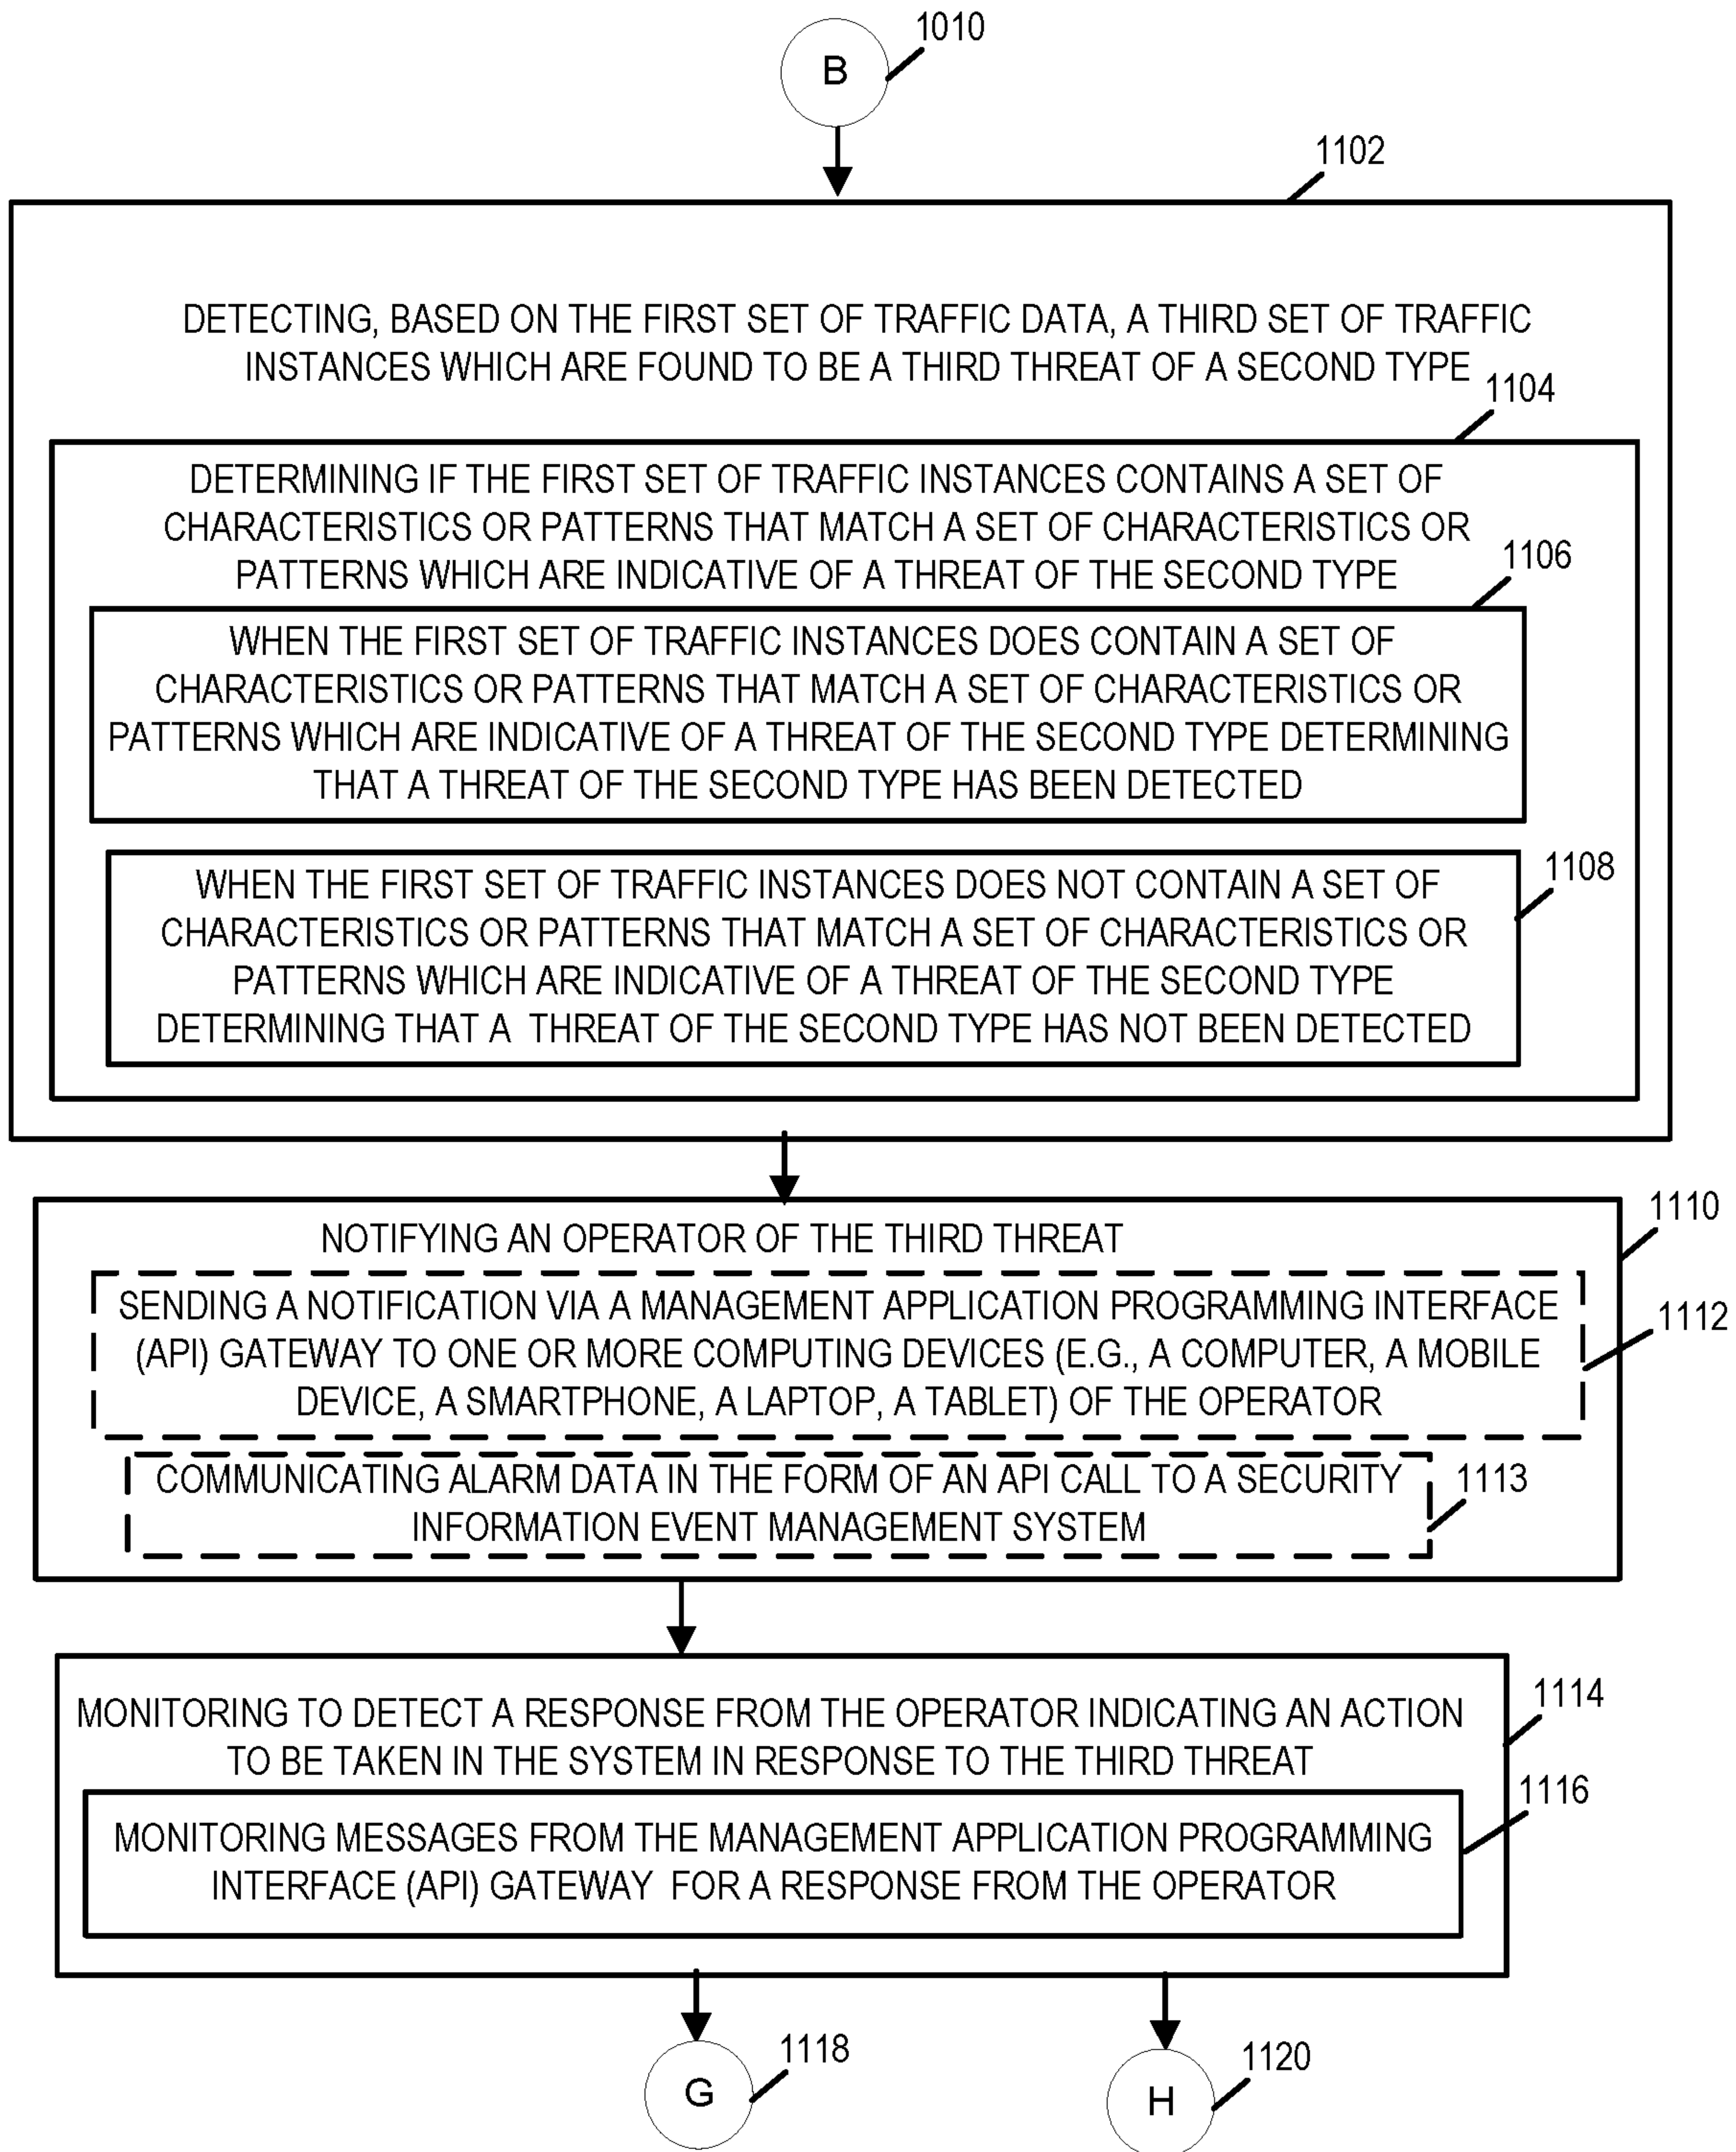 1010
B
1102
DETECTING, BASED ON THE FIRST SET OF TRAFFIC DATA, A THIRD SET OF TRAFFIC
INSTANCES WHICH ARE FOUND TO BE A THIRD THREAT OF A SECOND TYPE
1104
DETERMINING IF THE FIRST SET OF TRAFFIC INSTANCES CONTAINS A SET OF
CHARACTERISTICS OR PATTERNS THAT MATCH A SET OF CHARACTERISTICS OR
PATTERNS WHICH ARE INDICATIVE OF A THREAT OF THE SECOND TYPE
1106
WHEN THE FIRST SET OF TRAFFIC INSTANCES DOES CONTAIN A SET OF
CHARACTERISTICS OR PATTERNS THAT MATCH A SET OF CHARACTERISTICS OR
PATTERNS WHICH ARE INDICATIVE OF A THREAT OF THE SECOND TYPE DETERMINING
THAT A THREAT OF THE SECOND TYPE HAS BEEN DETECTED
1108
WHEN THE FIRST SET OF TRAFFIC INSTANCES DOES NOT CONTAIN A SET OF
CHARACTERISTICS OR PATTERNS THAT MATCH A SET OF CHARACTERISTICS OR
PATTERNS WHICH ARE INDICATIVE OF A THREAT OF THE SECOND TYPE
DETERMINING THAT A THREAT OF THE SECOND TYPE HAS NOT BEEN DETECTED
1110
NOTIFYING AN OPERATOR OF THE THIRD THREAT
SENDING A NOTIFICATION VIA A MANAGEMENT APPLICATION PROGRAMMING INTERFACE
(API) GATEWAY TO ONE OR MORE COMPUTING DEVICES (E.G., A COMPUTER, A MOBILE
DEVICE, A SMARTPHONE, A LAPTOP, A TABLET) OF THE OPERATOR
1112
COMMUNICATING ALARM DATA IN THE FORM OF AN API CALL TO A SECURITY
INFORMATION EVENT MANAGEMENT SYSTEM
1113
1114
MONITORING TO DETECT A RESPONSE FROM THE OPERATOR INDICATING AN ACTION
TO BE TAKEN IN THE SYSTEM IN RESPONSE TO THE THIRD THREAT
1116
MONITORING MESSAGES FROM THE MANAGEMENT APPLICATION PROGRAMMING
INTERFACE (API) GATEWAY FOR A RESPONSE FROM THE OPERATOR
1118
G
1120
H